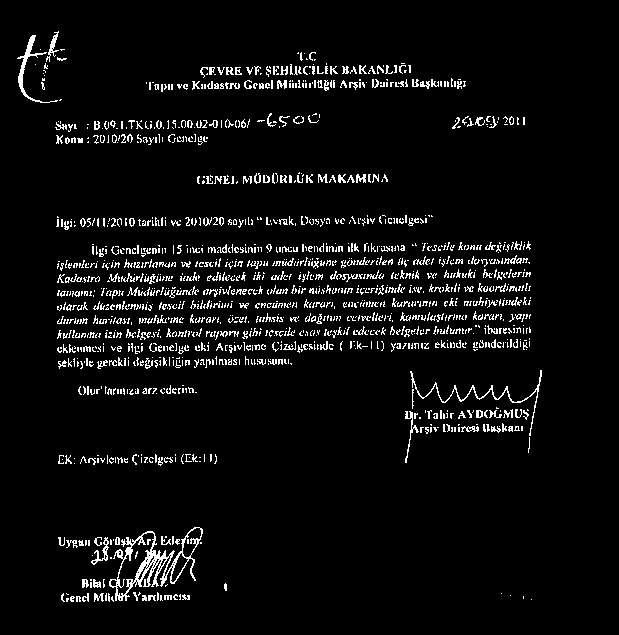 T.C
ÇEVRE VE ŞEHİRCİLİK BAKANLIĞI
Tapu ve Kadastro Genel Müdürlüğü Arşiv Dairesi Başkanlığı
Sayı : B.09.1.TKG.0.15.00.02-010-06/ -6500 29/09/2011
Konu : 2010/20 Sayılı Genelge
GENEL MÜDÜRLÜK MAKAMINA
İlgi: 05/11/2010 tarihli ve 2010/20 sayılı " Evrak, Dosya ve Arşiv Genelgesi"
İlgi Genelgenin 15 inci maddesinin 9 uncu bendinin ilk fıkrasına " Tescile konu değişiklik
işlemleri için hazırlanan ve tescil için tapu müdürlüğüne gönderilen üç adet işlem dosyasından,
Kadastro Müdürlüğüne iade edilecek iki adet işlem dosyasında teknik ve hukuki belgelerin
tamamı; Tapu Müdürlüğünde arşivlenecek olan bir nüshanın içeriğinde ise, krokili ve koordinatlı
olarak düzenlenmiş tescil bildirimi ve encümen kararı, encümen kararının eki mahiyetindeki
durum haritası, mahkeme kararı, özet, tahsis ve dağıtım cetvelleri, kamulaştırma kararı, yapı
kullanma izin belgesi, kontrol raporu gibi tescile esas teşkil edecek belgeler bulunur." ibaresinin
eklenmesi ve ilgi Genelge eki Arşivleme Çizelgesinde ( Ek-11) yazımız ekinde gönderildiği
şekliyle gerekli değişikliğin yapılması hususunu,
Olur'larınıza arz ederim.
Dr. Tahir AYDOĞMUŞ
Arşiv Dairesi Başkanı
EK: Arşivleme Çizelgesi (Ek:11)
Uygun Görüşle Arz Ederim.
Bilal
Genel Müdür Yardımcısı